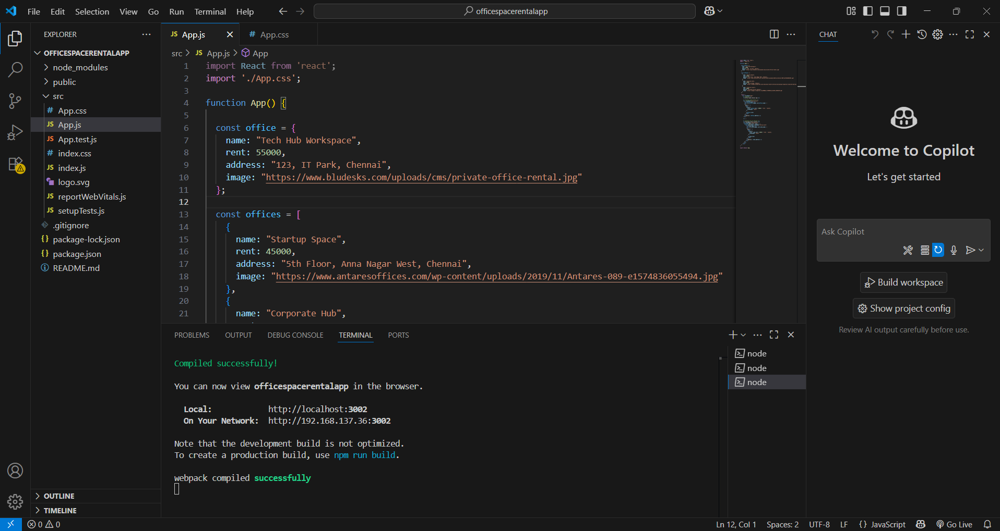 File Edit Selection View Go Run Terminal Help
officespacerentalapp
EXPLORER
OFFICESPACERENTALAPP
node_modules
public
src
# App.css
JS App.js
JS App.test.js
# index.css
JS index.js
logo.svg
JS reportWebVitals.js
JS setupTests.js
.gitignore
{} package-lock.json
{} package.json
README.md
OUTLINE
TIMELINE
JS App.js
# App.css
src > JS App.js > App
1 import React from 'react';
2 import './App.css';
3
4 function App() {
5
6 const office = {
7 name: "Tech Hub Workspace",
8 rent: 55000,
9 address: "123, IT Park, Chennai",
10 image: "https://www.bludesks.com/uploads/cms/private-office-rental.jpg"
11 };
12
13 const offices = [
14 {
15 name: "Startup Space",
16 rent: 45000,
17 address: "5th Floor, Anna Nagar West, Chennai",
18 image: "https://www.antaresoffices.com/wp-content/uploads/2019/11/Antares-089-e1574836055494.jpg"
19 },
20 {
21 name: "Corporate Hub",
PROBLEMS OUTPUT DEBUG CONSOLE TERMINAL PORTS
Compiled successfully!
You can now view officespacerentalapp in the browser.
Local: http://localhost:3002
On Your Network: http://192.168.137.36:3002
Note that the development build is not optimized.
To create a production build, use npm run build.
webpack compiled successfully
node
node
node
CHAT
Welcome to Copilot
Let's get started
Ask Copilot
Build workspace
Show project config
Review AI output carefully before use.
0 0
Ln 12, Col 1 Spaces: 2 UTF-8 LF {} JavaScript Go Live